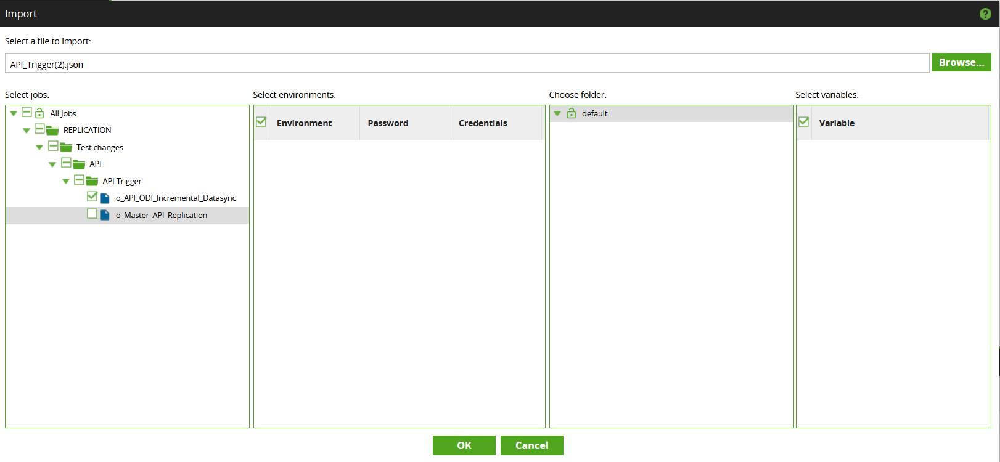 Import
?
Select a file to import:
API_Trigger(2).json
Browse...
Select jobs:
All Jobs
REPLICATION
Test changes
API
API Trigger
o_API_ODI_Incremental_Datasync
o_Master_API_Replication
Select environments:
Environment Password Credentials
Choose folder:
default
Select variables:
Variable
OK Cancel